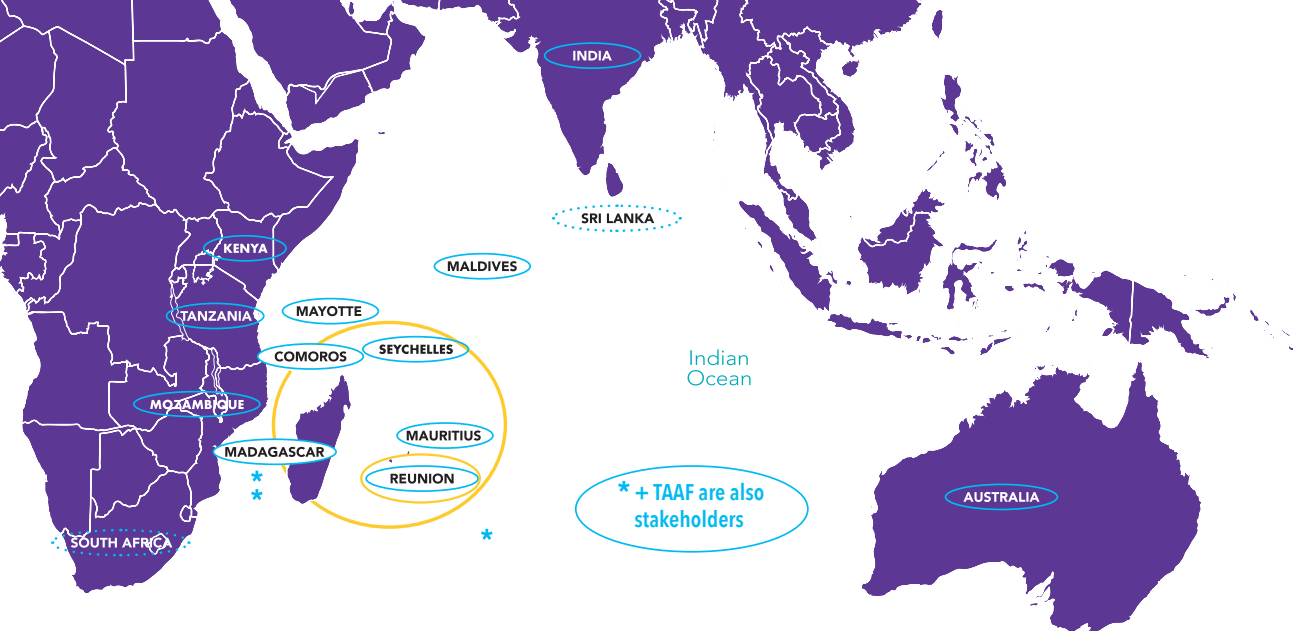 INDIA
SRI LANKA
KENYA
MALDIVES
MAYOTTE
TANZANIA
SEYCHELLES
COMOROS
Indian
Ocean
MOZAMBIQUE
MAURITIUS
MADAGASCAR
*
*
REUNION
* + TAAF are also
stakeholders
AUSTRALIA
*
SOUTH AFRICA